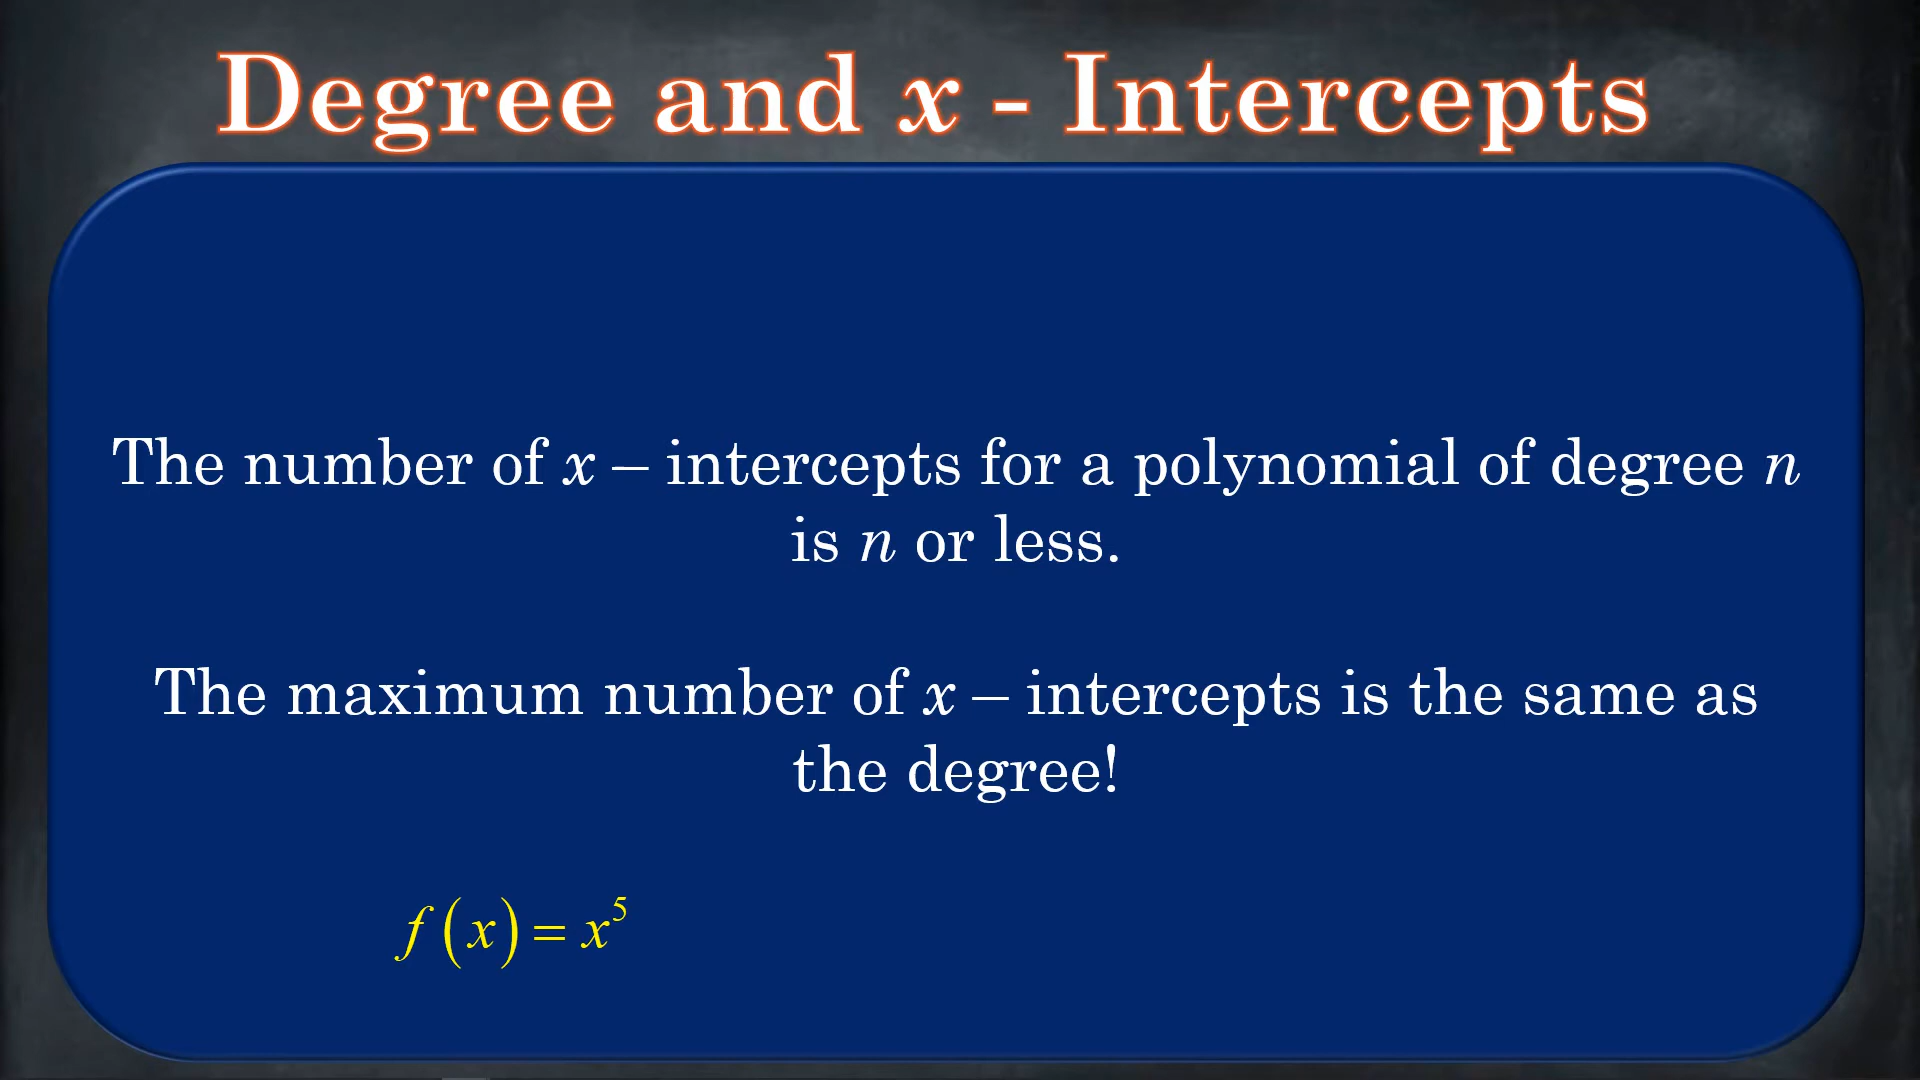 Degree and x - Intercepts
The number of x – intercepts for a polynomial of degree n
is n or less.
The maximum number of x – intercepts is the same as
the degree!
f(x) = x⁵